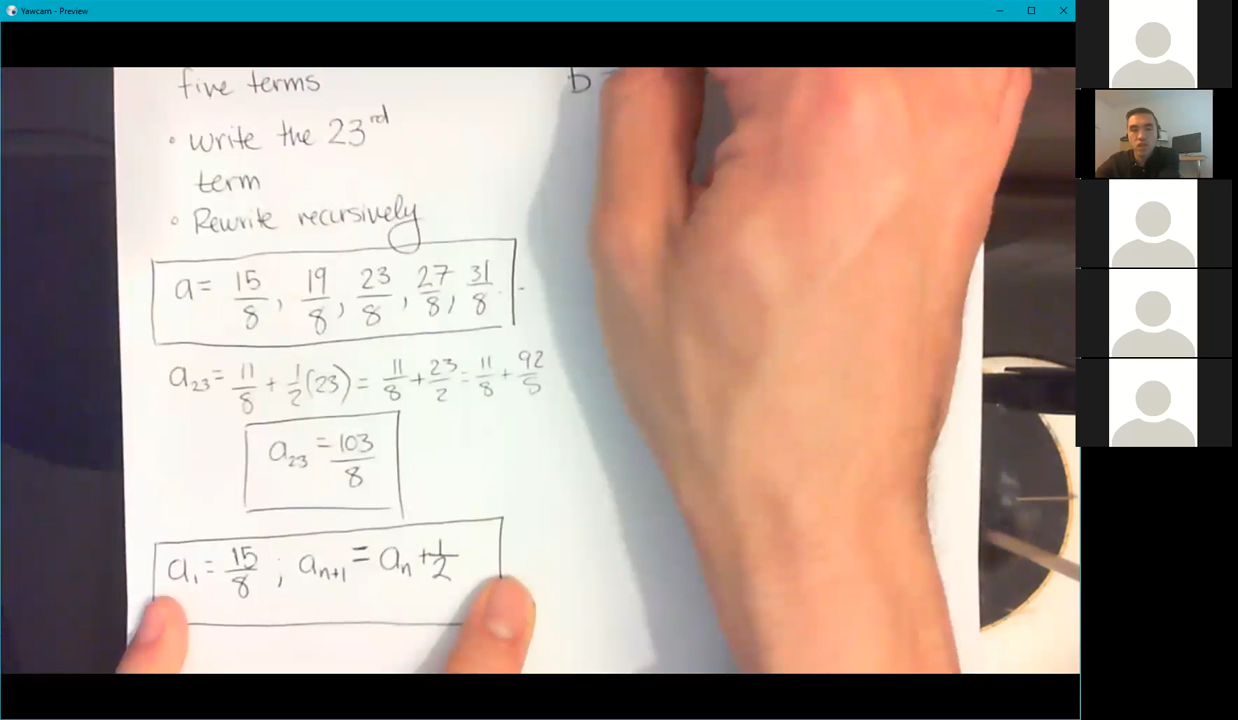 Yawcam - Preview
five terms
• Write the 23rd
term
• Rewrite recursively
a = 15/8, 19/8, 23/8, 27/8, 31/8 . .
a23 = 11/8 + 1/2(23) = 11/8 + 23/2 = 11/8 + 92/8
a23 = 103/8
a1 = 15/8 ; an+1 = an + 1/2
b